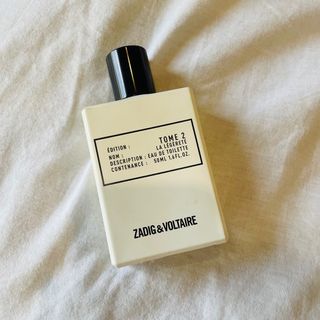 ÉDITION : TOME 2
NOM : LA LÉGÈRETÉ
DESCRIPTION : EAU DE TOILETTE
CONTENANCE : 50ML 1.6FL.OZ.
ZADIG&VOLTAIRE